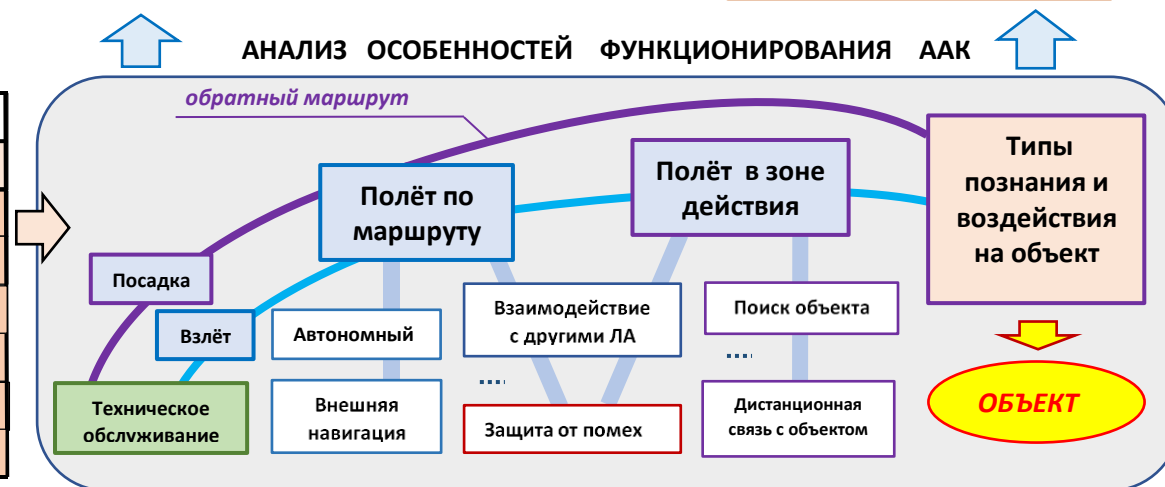 АНАЛИЗ ОСОБЕННОСТЕЙ ФУНКЦИОНИРОВАНИЯ ААК
обратный маршрут
Полёт по
маршруту
Полёт в зоне
действия
Типы
познания и
воздействия
на объект
Посадка
Взлёт
Автономный
Взаимодействие
с другими ЛА
Поиск объекта
.....
....
Техническое
обслуживание
Внешняя
навигация
Защита от помех
Дистанционная
связь с объектом
ОБЪЕКТ